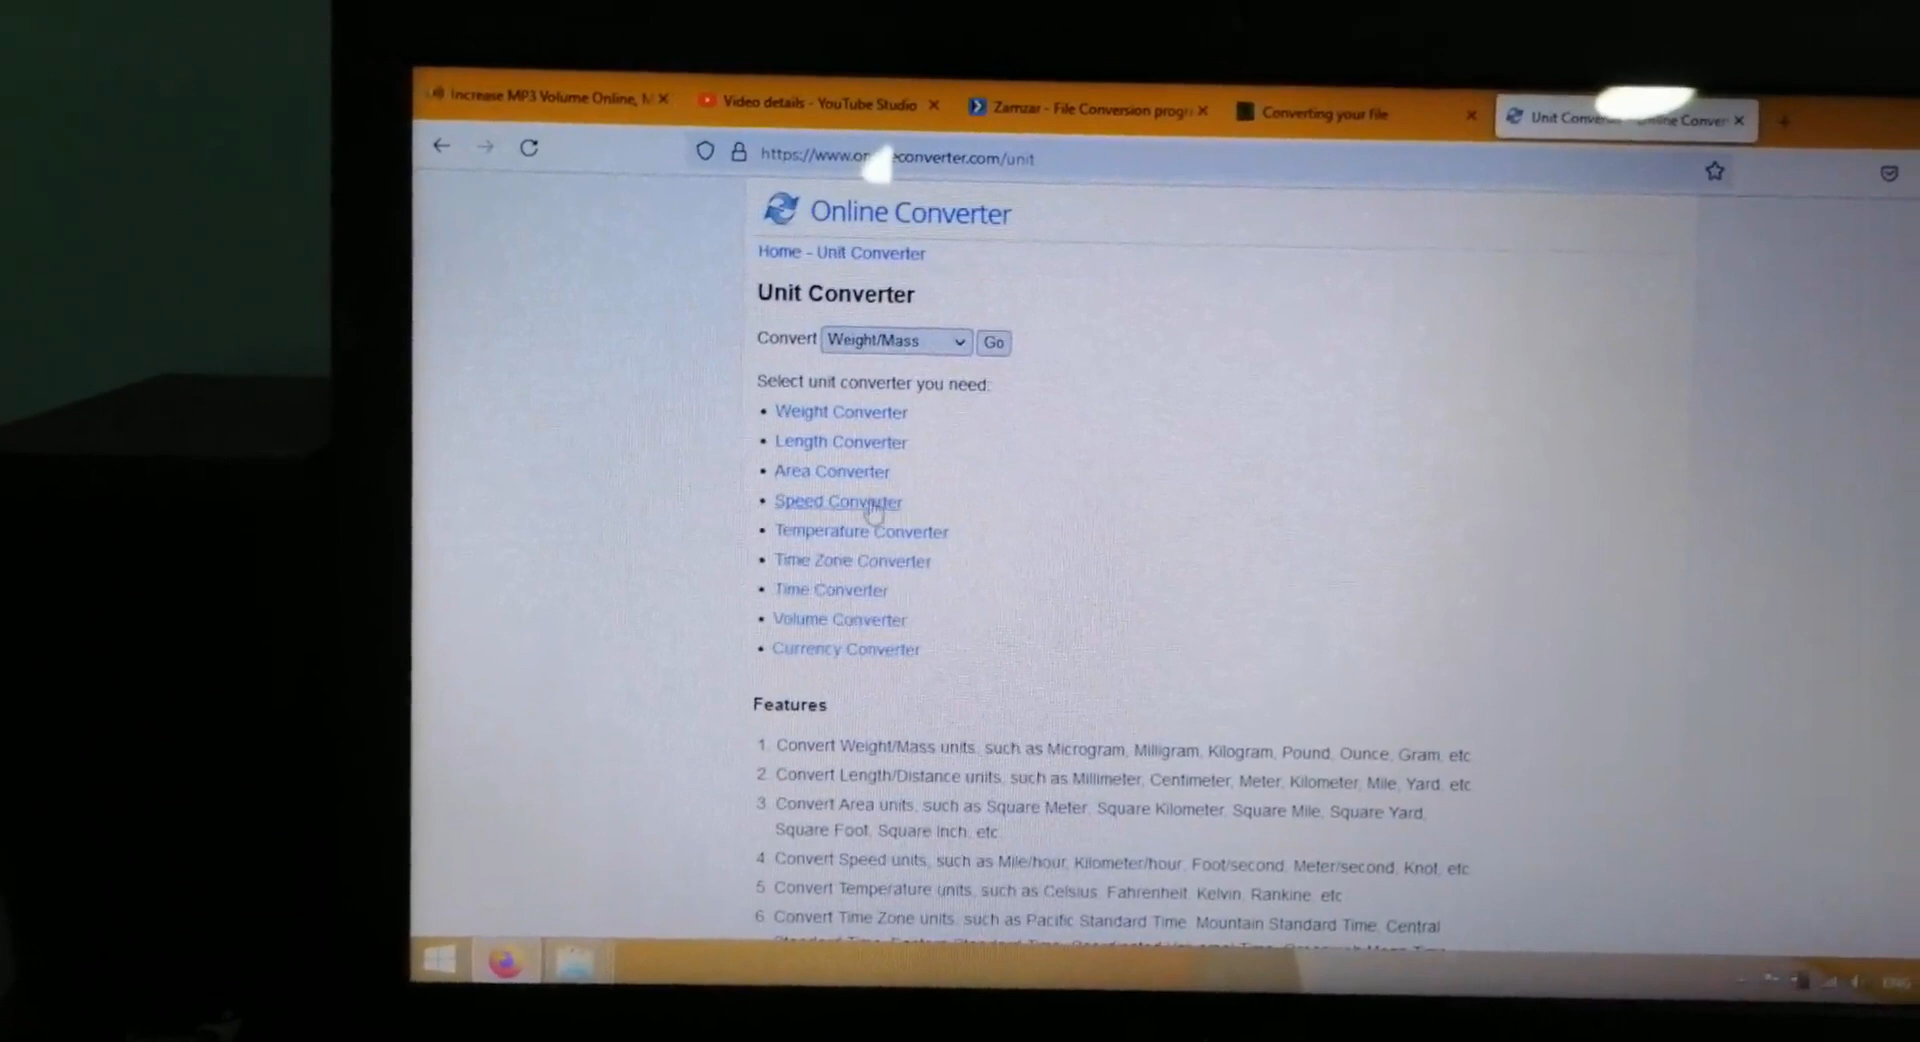 Increase MP3 Volume Online, M
Video details - YouTube Studio
Zamzar - File Conversion progr
Converting your file
Unit Conver
Conver
https://www.on
econverter.com/unit
Online Converter
Home - Unit Converter
Unit Converter
Convert Weight/Mass Go
Select unit converter you need:
• Weight Converter
• Length Converter
• Area Converter
• Speed Converter
• Temperature Converter
• Time Zone Converter
• Time Converter
• Volume Converter
• Currency Converter
Features
1. Convert Weight/Mass units, such as Microgram, Milligram, Kilogram, Pound, Ounce, Gram, etc
2. Convert Length/Distance units, such as Millimeter, Centimeter, Meter, Kilometer, Mile, Yard, etc
3. Convert Area units, such as Square Meter, Square Kilometer, Square Mile, Square Yard,
Square Foot, Square Inch, etc
4. Convert Speed units, such as Mile/hour, Kilometer/hour, Foot/second, Meter/second, Knot, etc
5. Convert Temperature units, such as Celsius, Fahrenheit, Kelvin, Rankine, etc
6. Convert Time Zone units, such as Pacific Standard Time, Mountain Standard Time, Central
ENG